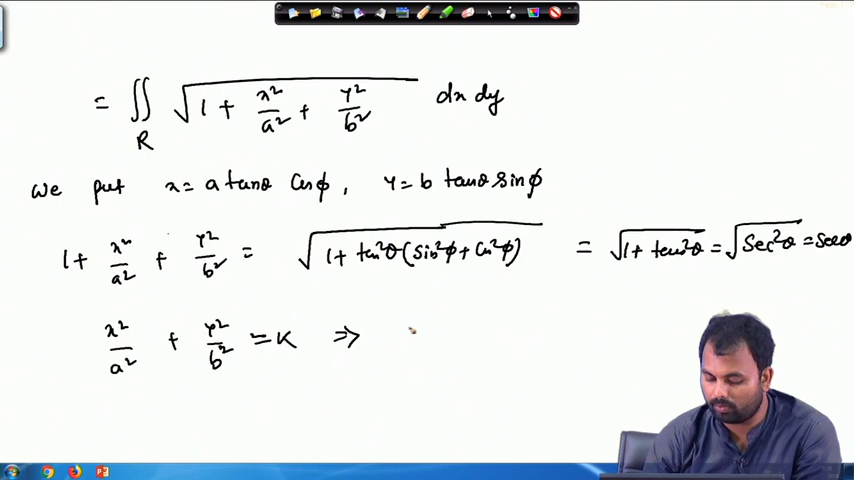 = ∬_R √(1 + x²/a² + y²/b²) dx dy
We put x = a tanθ Cosϕ, y = b tanθ sinϕ
1 + x²/a² + y²/b² = √(1 + tan²θ(Sin²ϕ + Cos²ϕ)) = √(1 + tan²θ) = √(Sec²θ) = Secθ
x²/a² + y²/b² = K ⇒